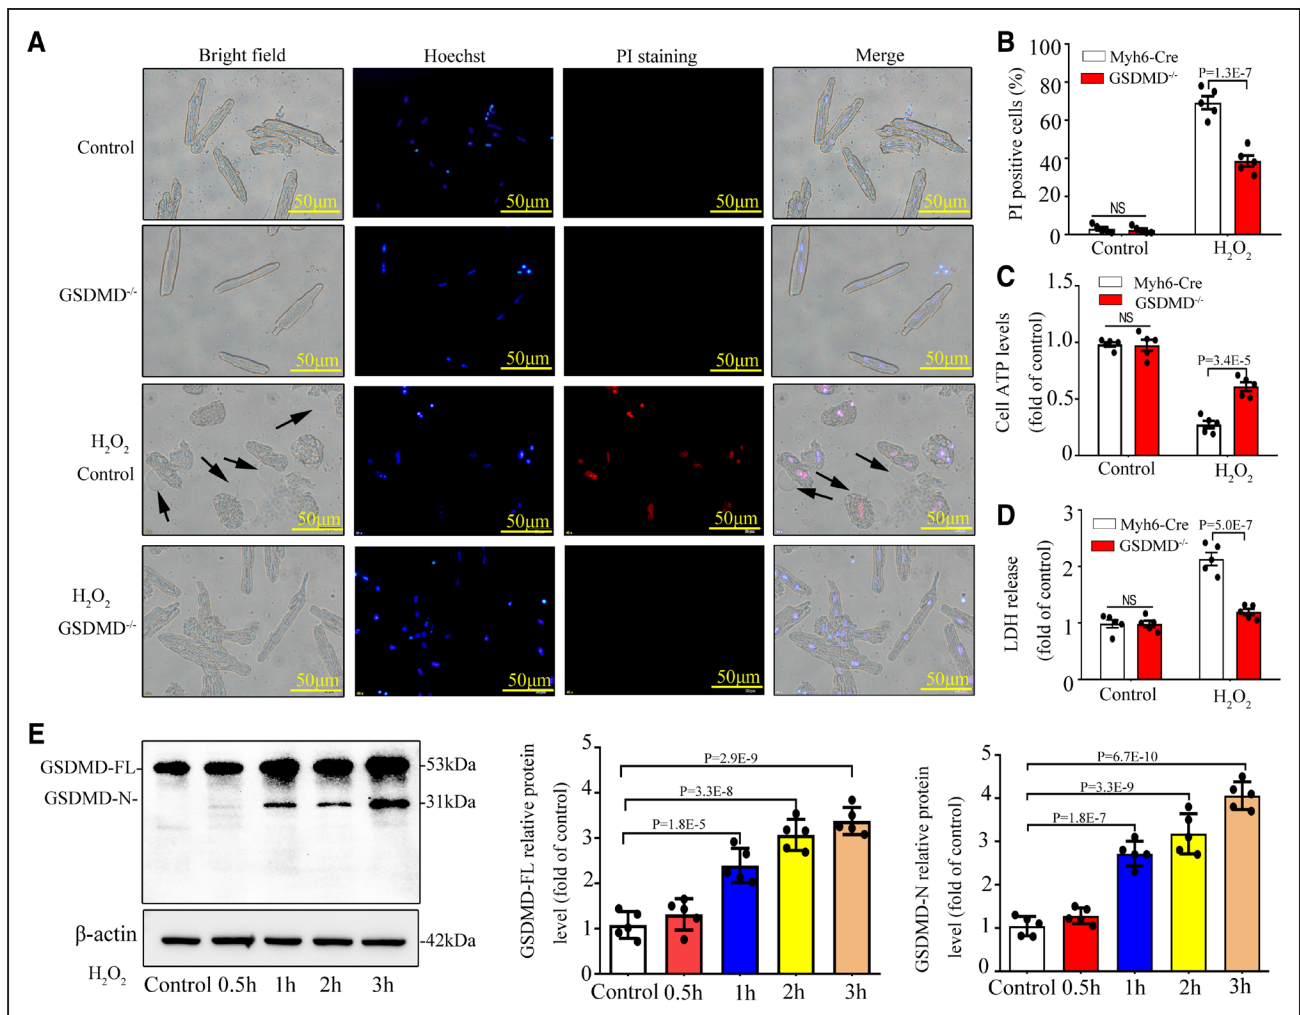 A
Bright field Hoechst PI staining Merge
Control
50μm 50μm 50μm 50μm
GSDMD-/-
50μm 50μm 50μm 50μm
H2O2
Control
50μm 50μm 50μm 50μm
H2O2
GSDMD-/-
50μm 50μm 50μm 50μm
B
PI positive cells (%)
100
80
60
40
20
0
Myh6-Cre
GSDMD-/-
P=1.3E-7
NS
Control H2O2
C
Cell ATP levels
(fold of control)
1.5
1.0
0.5
0
Myh6-Cre
GSDMD-/-
NS
P=3.4E-5
Control H2O2
D
LDH release
(fold of control)
3
2
1
0
Myh6-Cre
GSDMD-/-
P=5.0E-7
NS
Control H2O2
E
GSDMD-FL- -53kDa
GSDMD-N- -31kDa
β-actin -42kDa
H2O2
Control 0.5h 1h 2h 3h
GSDMD-FL relative protein
level (fold of control)
5
4
3
2
1
0
P=2.9E-9
P=3.3E-8
P=1.8E-5
Control 0.5h 1h 2h 3h
GSDMD-N relative protein
level (fold of control)
5
4
3
2
1
0
P=6.7E-10
P=3.3E-9
P=1.8E-7
Control 0.5h 1h 2h 3h